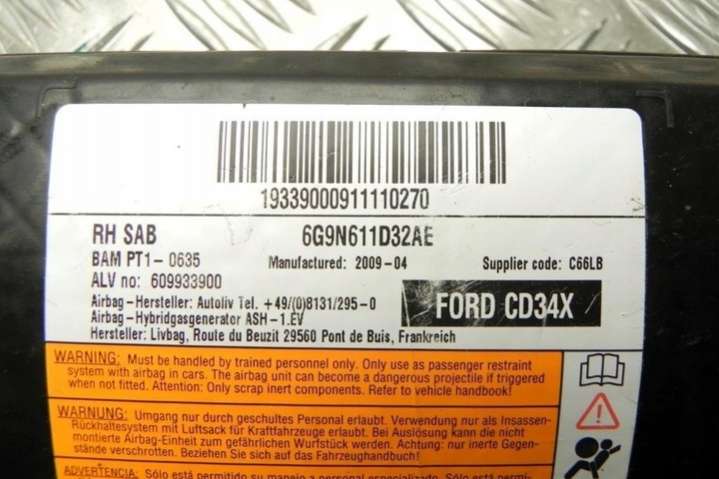 19339000911110270
RH SAB 6G9N611D32AE
BAM PT1- 0635 Manufactured: 2009-04 Supplier code: C66LB
ALV no: 609933900
Airbag-Hersteller: Autoliv Tel. +49/(0)8131/295-0
Airbag-Hybridgasgenerator ASH-1.EV
Hersteller: Livbag, Route du Beuzit 29560 Pont de Buis, Frankreich
FORD CD34X
WARNING: Must be handled by trained personnel only. Only use as passenger restraint
system with airbag in cars. The airbag unit can become a dangerous projectile if triggered
when not fitted. Attention: Only scrap inert components. Refer to vehicle handbook!
WARNUNG: Umgang nur durch geschultes Personal erlaubt. Verwendung nur als Insassen-
Rückhaltesystem mit Luftsack für Kraftfahrzeuge erlaubt. Bei Auslösung kann die nicht
montierte Airbag-Einheit zum gefährlichen Wurfstück werden. Achtung: nur inerte Gegen-
stände verschrotten. Beziehen Sie sich auf das Fahrzeughandbuch!
ADVERTENCIA: Sólo está permitido su manejo a personal especializado. Sólo está permi-